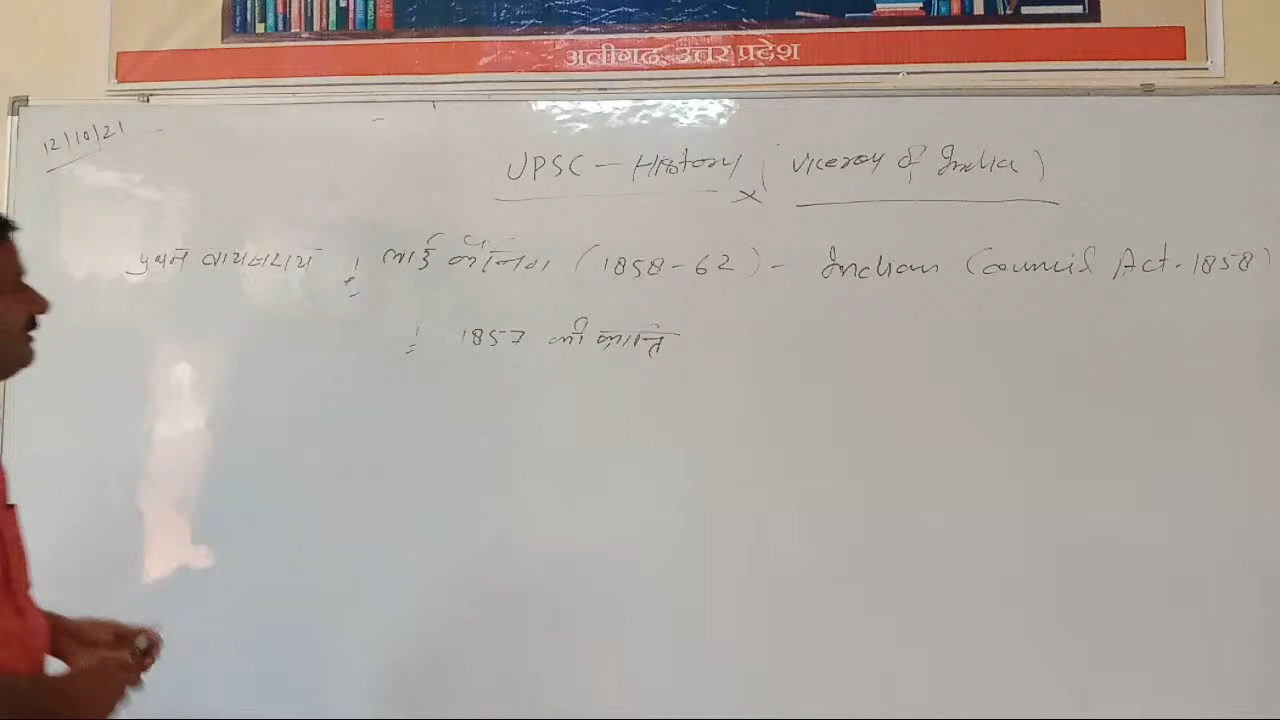 अलीगढ़, उत्तर प्रदेश
12/10/21
UPSC - History ( Viceroy of India )
प्रथम वायसराय : लार्ड कैनिंग (1858-62) - Indian Council Act - 1858)
: 1857 की क्रान्ति